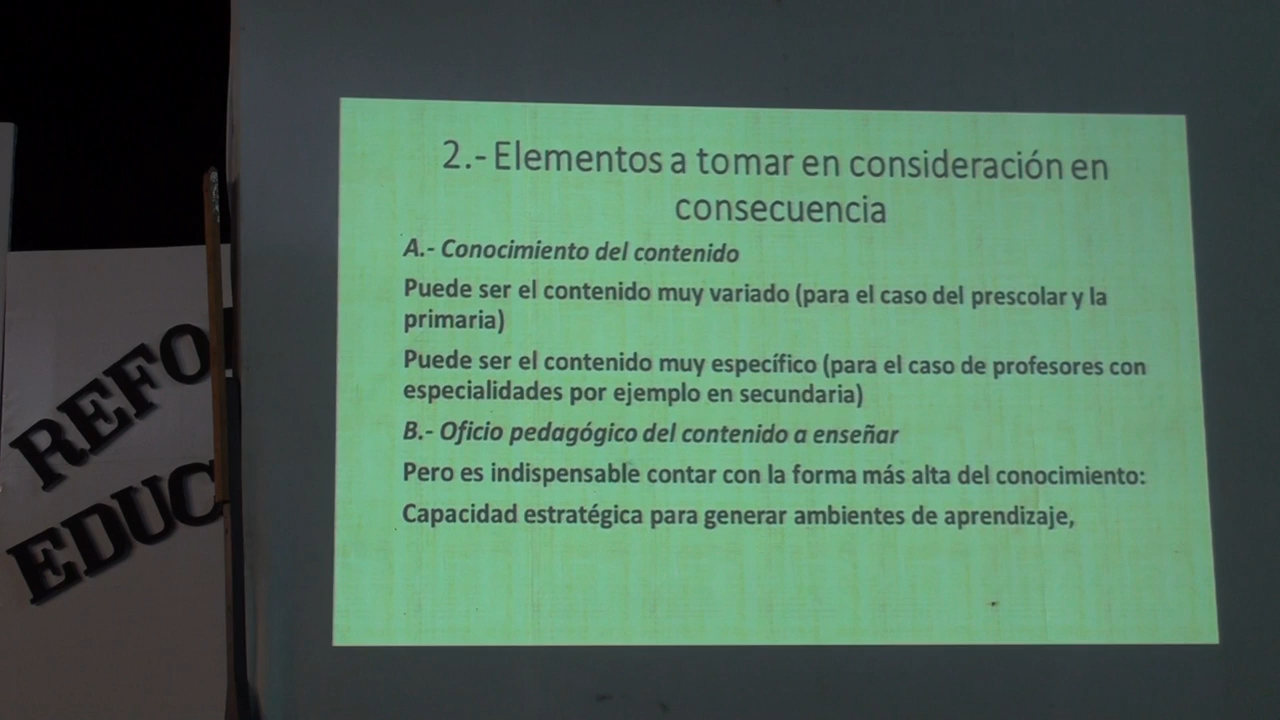 REFO
EDUC
2.- Elementos a tomar en consideración en
consecuencia
A.- Conocimiento del contenido
Puede ser el contenido muy variado (para el caso del prescolar y la
primaria)
Puede ser el contenido muy específico (para el caso de profesores con
especialidades por ejemplo en secundaria)
B.- Oficio pedagógico del contenido a enseñar
Pero es indispensable contar con la forma más alta del conocimiento:
Capacidad estratégica para generar ambientes de aprendizaje,